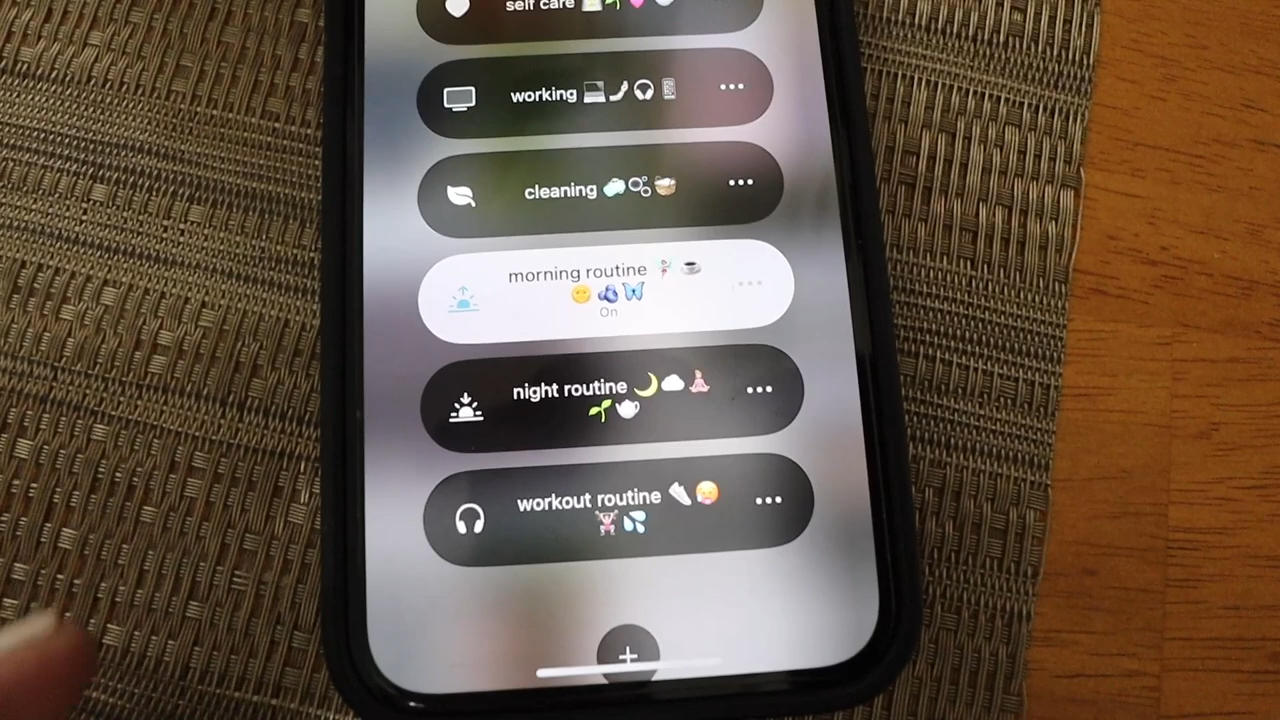 self care
working 💻🤳🎧📱
cleaning 🧼🫧🧺
morning routine 🧚☕
🌞🫐🦋
On
night routine 🌙☁️🧘
🌱🫖
workout routine 👟🥵
🏋️💦